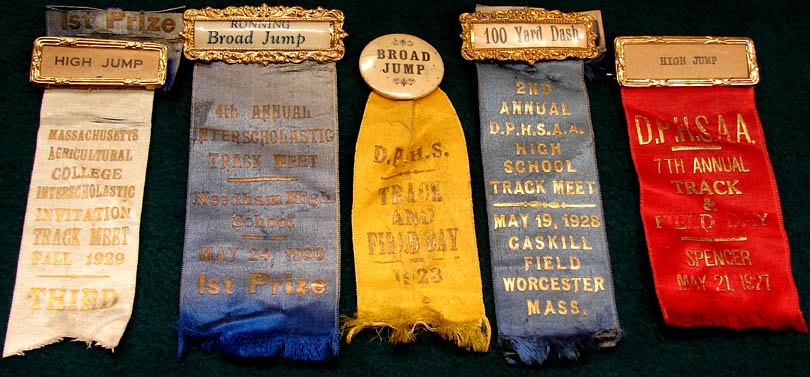 1st Prize
HIGH JUMP
MASSACHUSETTS
AGRICULTURAL
COLLEGE
INTERSCHOLASTIC
INVITATION
TRACK MEET
FALL 1929
THIRD
RUNNING
Broad Jump
4th ANNUAL
INTERSCHOLASTIC
TRACK MEET
Needham High
School
MAY 24, 1930
1st Prize
BROAD
JUMP
D.A.H.S.
TRACK
AND
FIELD DAY
1923
100 Yard Dash
2ND
ANNUAL
D.P.H.S.A.A.
HIGH
SCHOOL
TRACK MEET
MAY 19, 1928
GASKILL
FIELD
WORCESTER
MASS.
HIGH JUMP
D.P.H.S.A.A.
7TH ANNUAL
TRACK
&
FIELD DAY
SPENCER
MAY 21, 1927